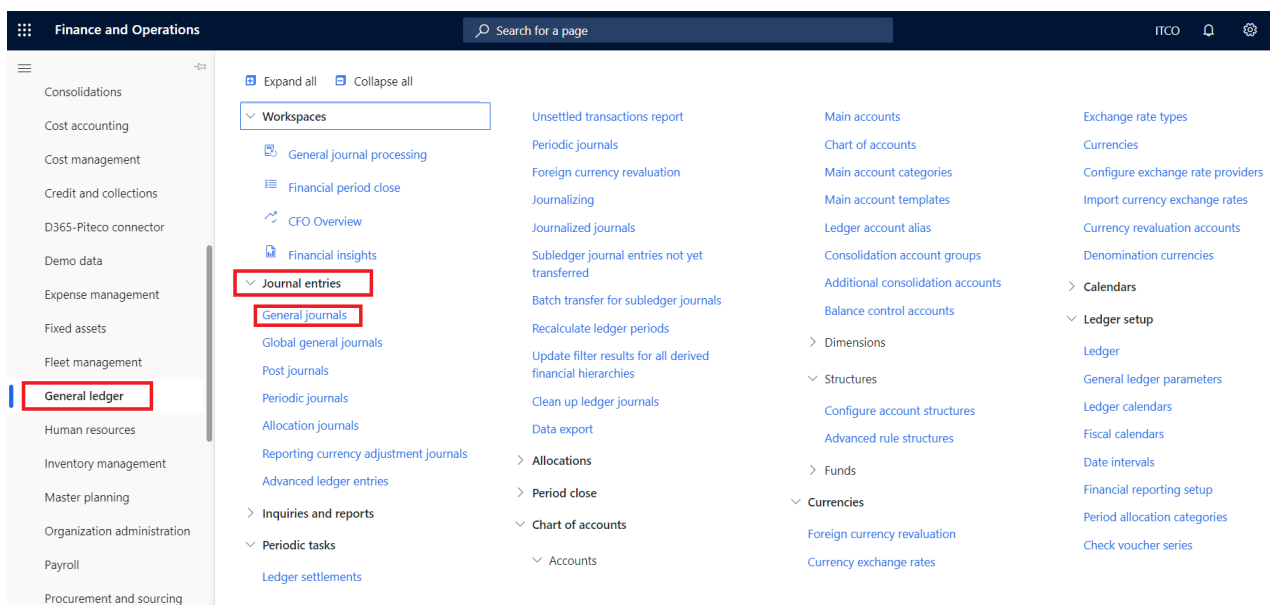 Finance and Operations
Search for a page
ITCO
Consolidations
Cost accounting
Cost management
Credit and collections
D365-Piteco connector
Demo data
Expense management
Fixed assets
Fleet management
General ledger
Human resources
Inventory management
Master planning
Organization administration
Payroll
Procurement and sourcing
Expand all
Collapse all
Workspaces
General journal processing
Financial period close
CFO Overview
Financial insights
Journal entries
General journals
Global general journals
Post journals
Periodic journals
Allocation journals
Reporting currency adjustment journals
Advanced ledger entries
Inquiries and reports
Periodic tasks
Ledger settlements
Unsettled transactions report
Periodic journals
Foreign currency revaluation
Journalizing
Journalized journals
Subledger journal entries not yet
transferred
Batch transfer for subledger journals
Recalculate ledger periods
Update filter results for all derived
financial hierarchies
Clean up ledger journals
Data export
Allocations
Period close
Chart of accounts
Accounts
Main accounts
Chart of accounts
Main account categories
Main account templates
Ledger account alias
Consolidation account groups
Additional consolidation accounts
Balance control accounts
Dimensions
Structures
Configure account structures
Advanced rule structures
Funds
Currencies
Foreign currency revaluation
Currency exchange rates
Exchange rate types
Currencies
Configure exchange rate providers
Import currency exchange rates
Currency revaluation accounts
Denomination currencies
Calendars
Ledger setup
Ledger
General ledger parameters
Ledger calendars
Fiscal calendars
Date intervals
Financial reporting setup
Period allocation categories
Check voucher series